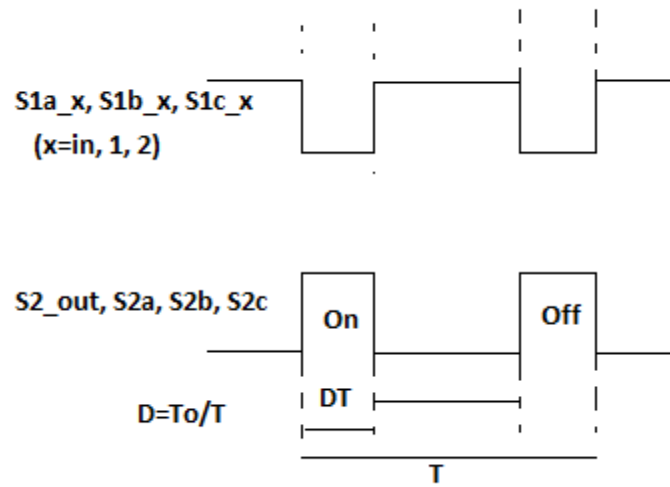 S1a_x, S1b_x, S1c_x
(x=in, 1, 2)
S2_out, S2a, S2b, S2c
On
Off
D=To/T
DT
T